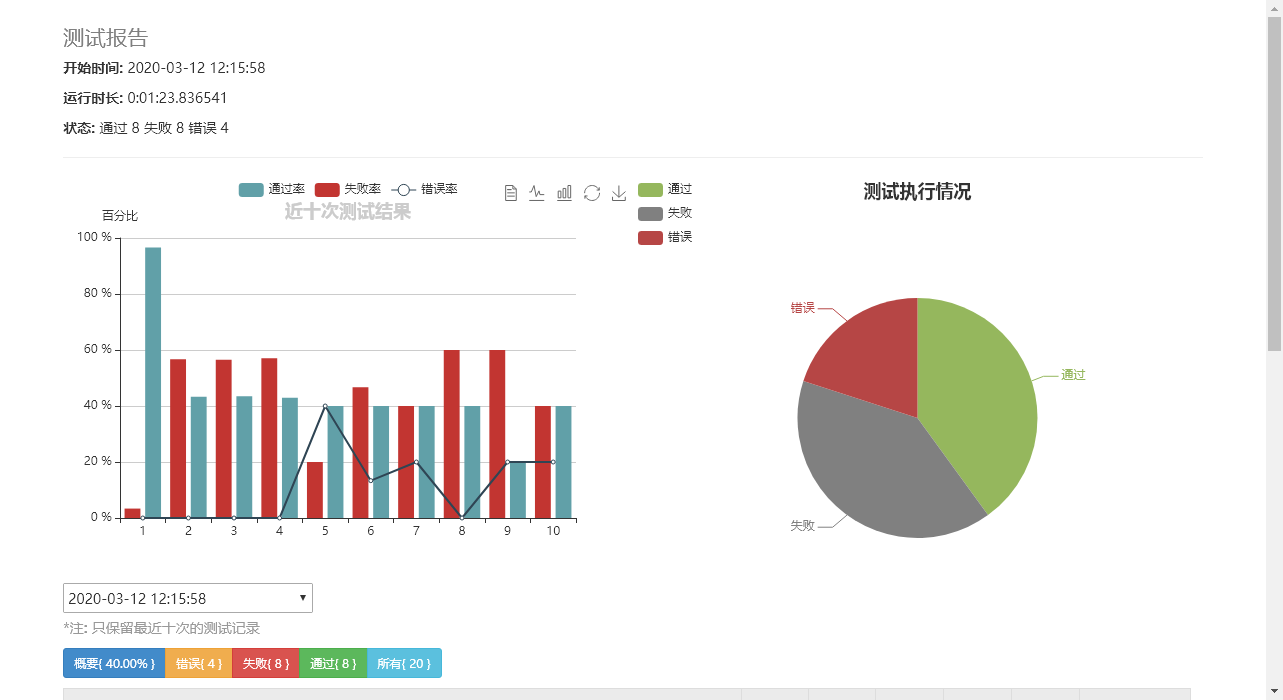 测试报告
开始时间: 2020-03-12 12:15:58
运行时长: 0:01:23.836541
状态: 通过 8 失败 8 错误 4
通过率 失败率 错误率
近十次测试结果
百分比
100 %
80 %
60 %
40 %
20 %
0 %
1 2 3 4 5 6 7 8 9 10
通过
失败
错误
测试执行情况
错误
通过
失败
2020-03-12 12:15:58
*注: 只保留最近十次的测试记录
概要{ 40.00% } 错误{ 4 } 失败{ 8 } 通过{ 8 } 所有{ 20 }